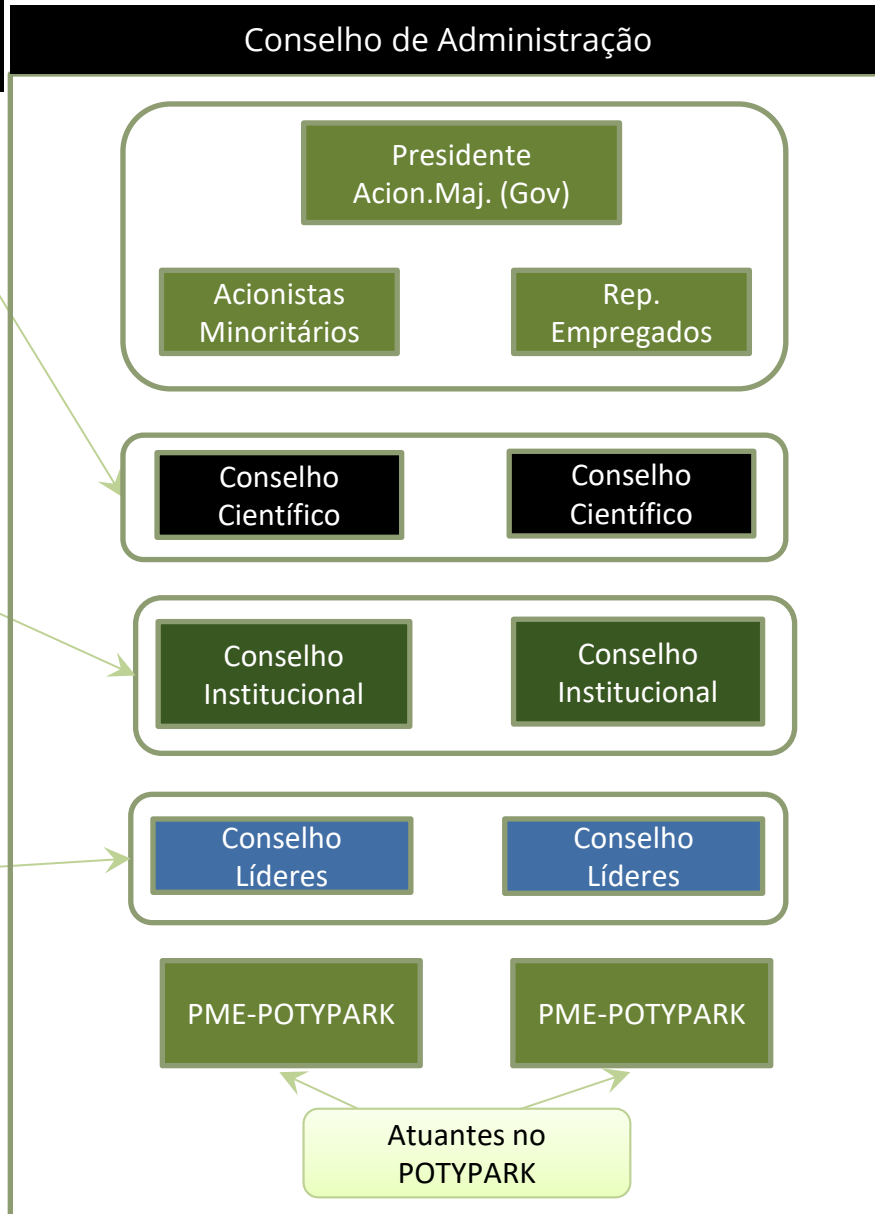 Conselho de Administração
Presidente
Acion.Maj. (Gov)
Acionistas
Minoritários
Rep.
Empregados
Conselho
Científico
Conselho
Científico
Conselho
Institucional
Conselho
Institucional
Conselho
Líderes
Conselho
Líderes
PME-POTYPARK
PME-POTYPARK
Atuantes no
POTYPARK